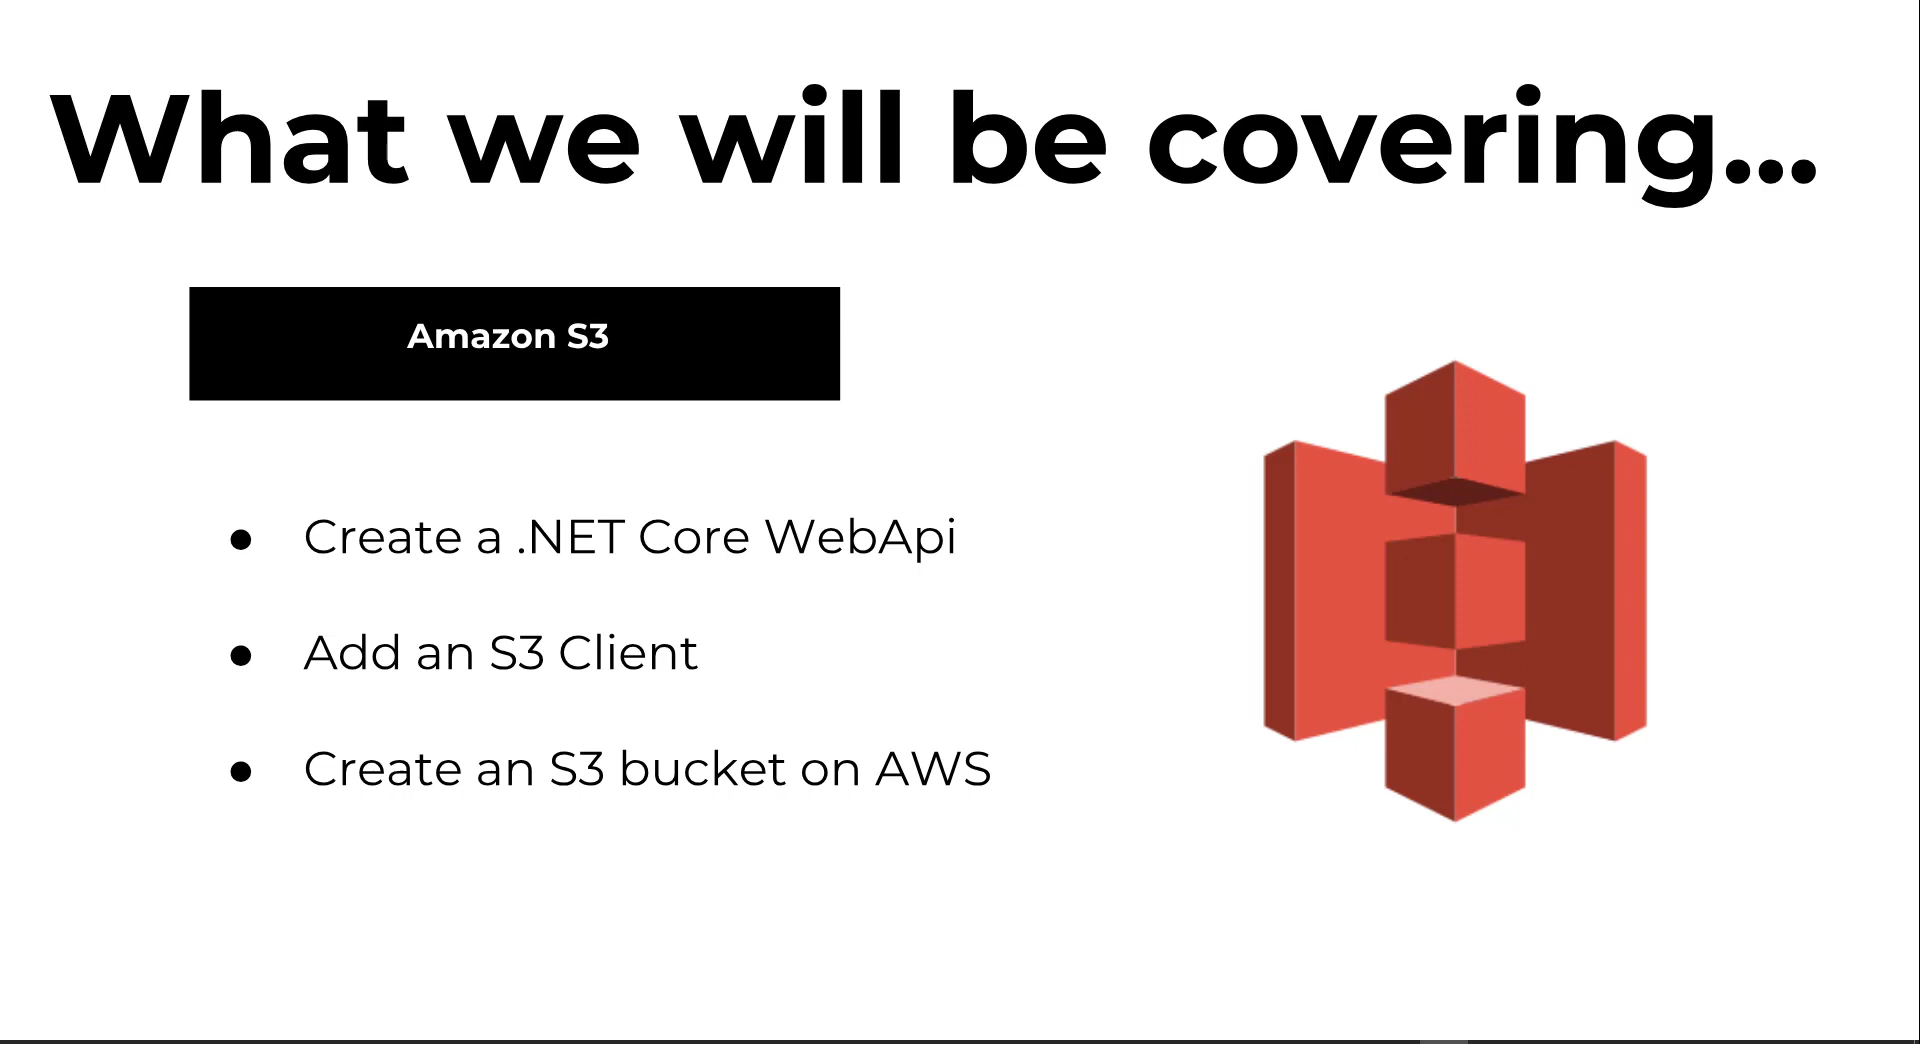 What we will be covering...
Amazon S3
● Create a .NET Core WebApi
● Add an S3 Client
● Create an S3 bucket on AWS